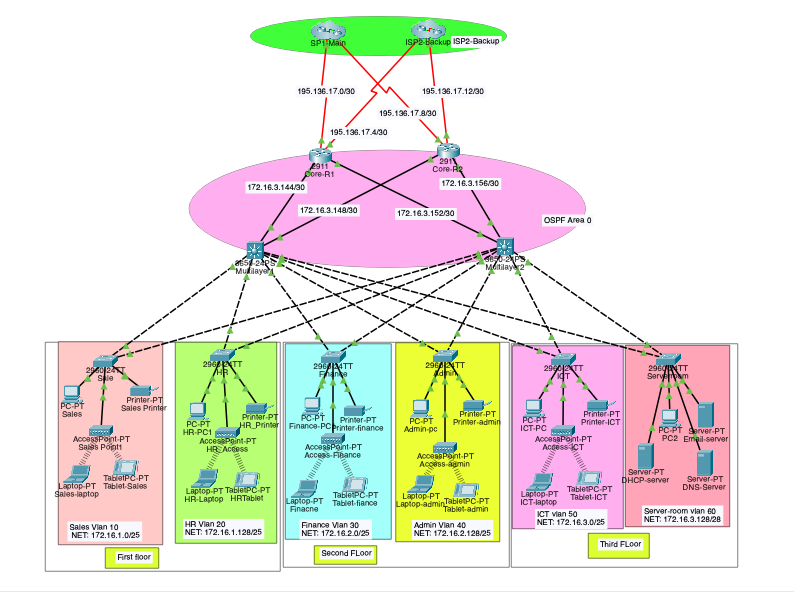 SP1-Main
ISP2-Backup
ISP2-Backup
195.136.17.0/30
195.136.17.12/30
195.136.17.8/30
195.136.17.4/30
2911
Core-R1
Core-R2
172.16.3.144/30
172.16.3.156/30
172.16.3.148/30
172.16.3.152/30
OSPF Area 0
3650-24PS
Multilayer1
3650-24PS
Multilayer2
2960-24TT
Sale
PC-PT
Sales
Printer-PT
Sales Printer
AccessPoint-PT
Sales Point1
Laptop-PT
Sales-laptop
TabletPC-PT
Tablet-Sales
Sales Vlan 10
NET: 172.16.1.0/25
2960-24TT
HR
PC-PT
HR-PC1
Printer-PT
HR_Printer
AccessPoint-PT
HR_Access
Laptop-PT
HR-Laptop
TabletPC-PT
HRTablet
HR Vlan 20
NET: 172.16.1.128/25
First floor
2960-24TT
Finance
PC-PT
Printer-PT
Printer-finance
AccessPoint-PT
Access-Finance
Laptop-PT
Finacne
TabletPC-PT
Tablet-fiance
Finance Vlan 30
NET: 172.16.2.0/25
2960-24TT
Admin
PC-PT
Admin-pc
Printer-PT
Printer-admin
AccessPoint-PT
Access-admin
Laptop-PT
Laptop-admin
TabletPC-PT
Tablet-admin
Admin Vlan 40
NET: 172.16.2.128/25
Second FLoor
2960-24TT
ICT
PC-PT
ICT-PC
Printer-PT
Printer-ICT
AccessPoint-PT
Access-ICT
Laptop-PT
ICT-laptop
TabletPC-PT
Tablet-ICT
ICT vlan 50
NET: 172.16.3.0/25
2960-24TT
Serverroom
PC-PT
PC2
Server-PT
Email-server
Server-PT
DHCP-server
Server-PT
DNS-Server
Server-room vlan 60
NET: 172.16.3.128/28
Third FLoor